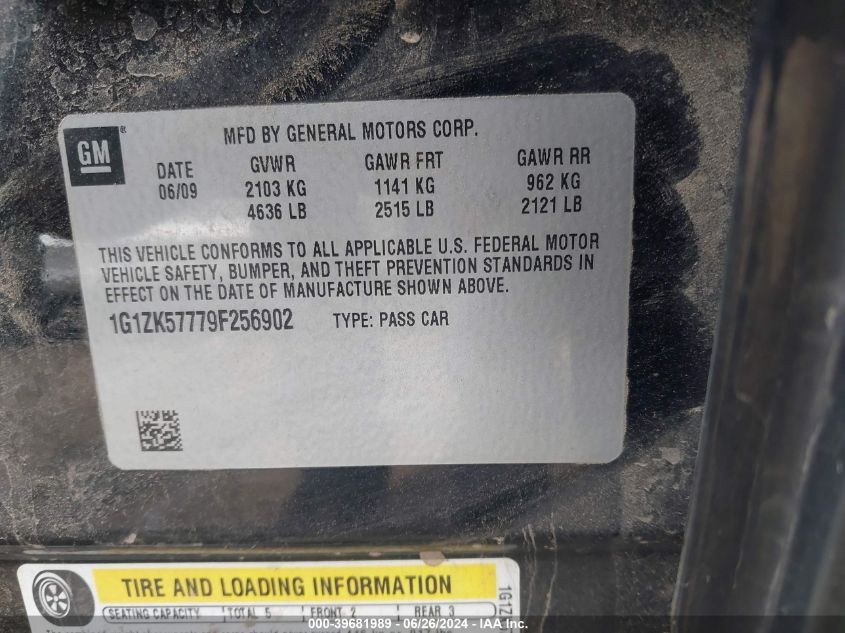 GM®
MFD BY GENERAL MOTORS CORP.
DATE GVWR GAWR FRT GAWR RR
06/09 2103 KG 1141 KG 962 KG
4636 LB 2515 LB 2121 LB
THIS VEHICLE CONFORMS TO ALL APPLICABLE U.S. FEDERAL MOTOR
VEHICLE SAFETY, BUMPER, AND THEFT PREVENTION STANDARDS IN
EFFECT ON THE DATE OF MANUFACTURE SHOWN ABOVE.
1G1ZK57779F256902 TYPE: PASS CAR
TIRE AND LOADING INFORMATION
SEATING CAPACITY TOTAL 5 FRONT 2 REAR 3
1G1Z
000-39681989 - 06/26/2024 - IAA, Inc.